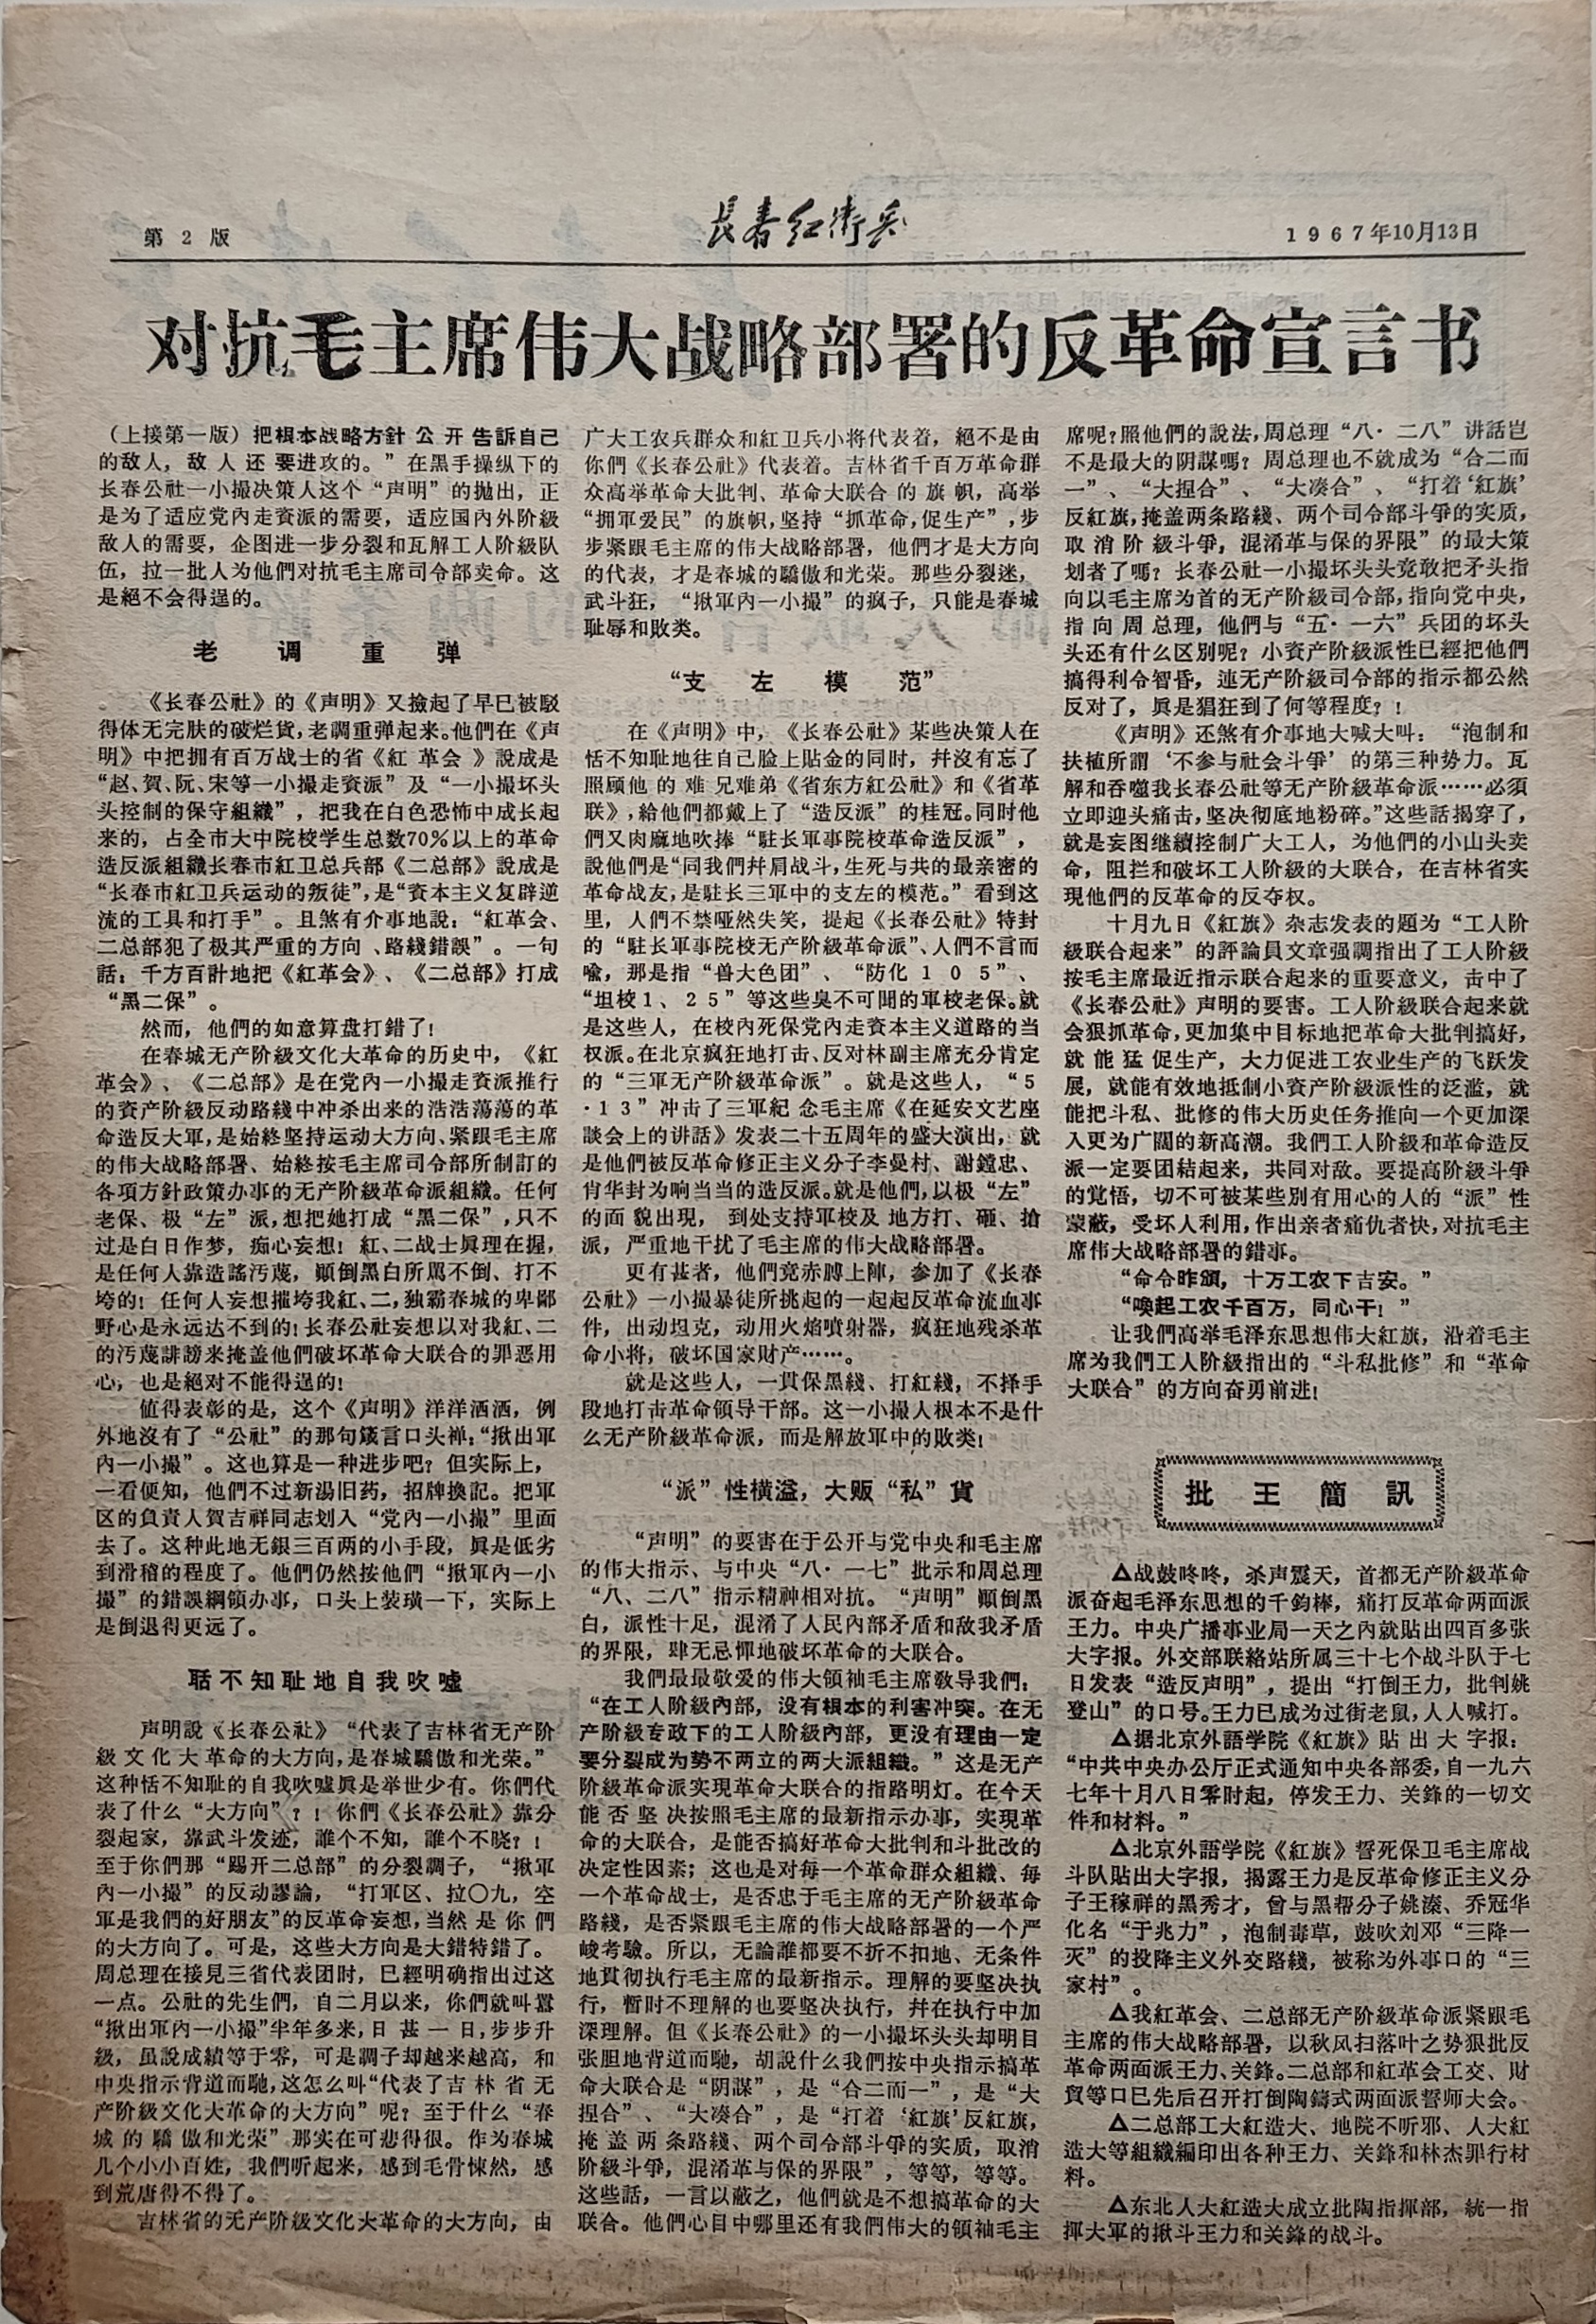 第2版
长春红卫兵
1967年10月13日
对抗毛主席伟大战略部署的反革命宣言书
（上接第一版）把根本战略方針公开告訴自己
的敌人，敌人还要进攻的。”在黑手操纵下的
长春公社一小撮决策人这个“声明”的抛出，正
是为了适应党內走資派的需要，适应国內外阶級
敌人的需要，企图进一步分裂和瓦解工人阶級队
伍，拉一批人为他們对抗毛主席司令部卖命。这
是絕不会得逞的。
老调重弹
《长春公社》的《声明》又撿起了早已被駁
得体无完肤的破烂貨，老調重弹起来。他們在《声
明》中把拥有百万战士的省《紅革会》說成是
“赵、賀、阮、宋等一小撮走資派”及“一小撮坏头
头控制的保守組織”，把我在白色恐怖中成长起
来的，占全市大中院校学生总数70％以上的革命
造反派組織长春市紅卫总兵部《二总部》說成是
“长春市紅卫兵运动的叛徒”，是“資本主义复辟逆
流的工具和打手”。且煞有介事地說：“紅革会、
二总部犯了极其严重的方向、路綫錯誤”。一句
話：千方百計地把《紅革会》、《二总部》打成
“黑二保”。
然而，他們的如意算盘打錯了！
在春城无产阶級文化大革命的历史中，《紅
革会》、《二总部》是在党內一小撮走資派推行
的資产阶級反动路綫中冲杀出来的浩浩蕩蕩的革
命造反大軍，是始終坚持运动大方向、紧跟毛主席
的伟大战略部署、始終按毛主席司令部所制訂的
各項方針政策办事的无产阶級革命派組織。任何
老保、极“左”派，想把她打成“黑二保”，只不
过是白日作梦，痴心妄想！紅、二战士眞理在握，
是任何人靠造謠汚蔑，顚倒黑白所駡不倒、打不
垮的！任何人妄想摧垮我紅、二，独霸春城的卑鄙
野心是永远达不到的！长春公社妄想以对我紅、二
的汚蔑誹謗来掩盖他們破坏革命大联合的罪恶用
心，也是絕对不能得逞的！
値得表彰的是，这个《声明》洋洋洒洒，例
外地沒有了“公社”的那句箴言口头禅：“揪出軍
內一小撮”。这也算是一种进步吧？但实际上，
一看便知，他們不过新湯旧药，招牌換記。把軍
区的負責人賀吉祥同志划入“党內一小撮”里面
去了。这种此地无銀三百两的小手段，眞是低劣
到滑稽的程度了。他們仍然按他們“揪軍內一小
撮”的錯誤綱領办事，口头上装璜一下，实际上
是倒退得更远了。
聒不知耻地自我吹嘘
声明說《长春公社》“代表了吉林省无产阶
級文化大革命的大方向，是春城驕傲和光荣。”
这种恬不知耻的自我吹嘘眞是举世少有。你們代
表了什么“大方向”？！你們《长春公社》靠分
裂起家，靠武斗发迹，誰个不知，誰个不晓？！
至于你們那“踢开二总部”的分裂調子，“揪軍
內一小撮”的反动謬論，“打軍区、拉〇九，空
軍是我們的好朋友”的反革命妄想，当然是你們
的大方向了。可是，这些大方向是大錯特錯了。
周总理在接見三省代表团时，已經明确指出过这
一点。公社的先生們，自二月以来，你們就叫囂
“揪出軍內一小撮”半年多来，日甚一日，步步升
級，虽說成績等于零，可是調子却越来越高，和
中央指示背道而馳，这怎么叫“代表了吉林省无
产阶級文化大革命的大方向”呢？至于什么“春
城的驕傲和光荣”那实在可悲得很。作为春城
几个小小百姓，我們听起来，感到毛骨悚然，感
到荒唐得不得了。
吉林省的无产阶級文化大革命的大方向，由
广大工农兵群众和紅卫兵小将代表着，絕不是由
你們《长春公社》代表着。吉林省千百万革命群
众高举革命大批判、革命大联合的旗帜，高举
“拥軍爱民”的旗帜，坚持“抓革命，促生产”，步
步紧跟毛主席的伟大战略部署，他們才是大方向
的代表，才是春城的驕傲和光荣。那些分裂迷，
武斗狂，“揪軍內一小撮”的疯子，只能是春城
耻辱和敗类。
“支左模范”
在《声明》中，《长春公社》某些决策人在
恬不知耻地往自己脸上貼金的同时，幷沒有忘了
照顾他的难兄难弟《省东方紅公社》和《省革
联》，給他們都戴上了“造反派”的桂冠。同时他
們又肉麻地吹捧“駐长軍事院校革命造反派”，
說他們是“同我們幷肩战斗，生死与共的最亲密的
革命战友，是駐长三軍中的支左的模范。”看到这
里，人們不禁哑然失笑，提起《长春公社》特封
的“駐长軍事院校无产阶級革命派”、人們不言而
喩，那是指“兽大色团”、“防化105”、
“坦校1、25”等这些臭不可聞的軍校老保。就
是这些人，在校內死保党內走資本主义道路的当
权派。在北京疯狂地打击、反对林副主席充分肯定
的“三軍无产阶級革命派”。就是这些人，“5
·13”冲击了三軍紀念毛主席《在延安文艺座
談会上的讲話》发表二十五周年的盛大演出，就
是他們被反革命修正主义分子李曼村、謝鏜忠、
肖华封为响当当的造反派。就是他們，以极“左”
的面貌出現，到处支持軍校及地方打、砸、搶
派，严重地干扰了毛主席的伟大战略部署。
更有甚者，他們竞赤膊上陣，参加了《长春
公社》一小撮暴徒所挑起的一起起反革命流血事
件，出动坦克，动用火焰喷射器，疯狂地残杀革
命小将，破坏国家財产……。
就是这些人，一貫保黑綫、打紅綫，不择手
段地打击革命領导干部。这一小撮人根本不是什
么无产阶級革命派，而是解放軍中的敗类！
“派”性横溢，大贩“私”貨
“声明”的要害在于公开与党中央和毛主席
的伟大指示、与中央“八·一七”批示和周总理
“八、二八”指示精神相对抗。“声明”顚倒黑
白，派性十足，混淆了人民內部矛盾和敌我矛盾
的界限，肆无忌憚地破坏革命的大联合。
我們最最敬爱的伟大領袖毛主席敎导我們：
“在工人阶級內部，没有根本的利害冲突。在无
产阶級专政下的工人阶級內部，更没有理由一定
要分裂成为势不两立的两大派組織。”这是无产
阶級革命派实現革命大联合的指路明灯。在今天
能否坚决按照毛主席的最新指示办事，实現革
命的大联合，是能否搞好革命大批判和斗批改的
决定性因素；这也是对每一个革命群众組織、每
一个革命战士，是否忠于毛主席的无产阶級革命
路綫，是否紧跟毛主席的伟大战略部署的一个严
峻考驗。所以，无論誰都要不折不扣地、无条件
地貫彻执行毛主席的最新指示。理解的要坚决执
行，暫时不理解的也要坚决执行，幷在执行中加
深理解。但《长春公社》的一小撮坏头头却明目
张胆地背道而馳，胡說什么我們按中央指示搞革
命大联合是“阴謀”，是“合二而一”，是“大
揑合”、“大凑合”，是“打着‘紅旗’反紅旗，
掩盖两条路綫、两个司令部斗爭的实质，取消
阶級斗爭，混淆革与保的界限”，等等，等等。
这些話，一言以蔽之，他們就是不想搞革命的大
联合。他們心目中哪里还有我們伟大的領袖毛主
席呢？照他們的說法，周总理“八·二八”讲話岂
不是最大的阴謀嗎？周总理也不就成为“合二而
一”、“大揑合”、“大凑合”、“打着‘紅旗’
反紅旗，掩盖两条路綫、两个司令部斗爭的实质，
取消阶級斗爭，混淆革与保的界限”的最大策
划者了嗎？长春公社一小撮坏头头竞敢把矛头指
向以毛主席为首的无产阶級司令部，指向党中央，
指向周总理，他們与“五·一六”兵团的坏头
头还有什么区别呢？小資产阶級派性已經把他們
搞得利令智昏，連无产阶級司令部的指示都公然
反对了，眞是猖狂到了何等程度？！
《声明》还煞有介事地大喊大叫：“泡制和
扶植所謂‘不参与社会斗爭’的第三种势力。瓦
解和呑噬我长春公社等无产阶級革命派……必須
立即迎头痛击，坚决彻底地粉碎。”这些話揭穿了，
就是妄图继續控制广大工人，为他們的小山头卖
命，阻拦和破坏工人阶級的大联合，在吉林省实
現他們的反革命的反夺权。
十月九日《紅旗》杂志发表的題为“工人阶
級联合起来”的評論員文章强調指出了工人阶級
按毛主席最近指示联合起来的重要意义，击中了
《长春公社》声明的要害。工人阶級联合起来就
会狠抓革命，更加集中目标地把革命大批判搞好，
就能猛促生产，大力促进工农业生产的飞跃发
展，就能有效地抵制小資产阶級派性的泛滥，就
能把斗私、批修的伟大历史任务推向一个更加深
入更为广闊的新高潮。我們工人阶級和革命造反
派一定要团結起来，共同对敌。要提高阶級斗爭
的觉悟，切不可被某些别有用心的人的“派”性
蒙蔽，受坏人利用，作出亲者痛仇者快，对抗毛主
席伟大战略部署的錯事。
“命令昨頒，十万工农下吉安。”
“喚起工农千百万，同心干！”
让我們高举毛泽东思想伟大紅旗，沿着毛主
席为我們工人阶級指出的“斗私批修”和“革命
大联合”的方向奋勇前进！
批王簡訊
△战鼓咚咚，杀声震天，首都无产阶級革命
派奋起毛泽东思想的千鈞棒，痛打反革命两面派
王力。中央广播事业局一天之內就貼出四百多张
大字报。外交部联絡站所属三十七个战斗队于七
日发表“造反声明”，提出“打倒王力，批判姚
登山”的口号。王力已成为过街老鼠，人人喊打。
△据北京外語学院《紅旗》貼出大字报：
“中共中央办公厅正式通知中央各部委，自一九六
七年十月八日零时起，停发王力、关鋒的一切文
件和材料。”
△北京外語学院《紅旗》誓死保卫毛主席战
斗队貼出大字报，揭露王力是反革命修正主义分
子王稼祥的黑秀才，曾与黑帮分子姚溱、乔冠华
化名“于兆力”，泡制毒草，鼓吹刘邓“三降一
灭”的投降主义外交路綫，被称为外事口的“三
家村”。
△我紅革会、二总部无产阶級革命派紧跟毛
主席的伟大战略部署，以秋风扫落叶之势狠批反
革命两面派王力、关鋒。二总部和紅革会工交、財
貿等口已先后召开打倒陶鑄式两面派誓师大会。
△二总部工大紅造大、地院不听邪、人大紅
造大等組織編印出各种王力、关鋒和林杰罪行材
料。
△东北人大紅造大成立批陶指揮部，統一指
揮大軍的揪斗王力和关鋒的战斗。